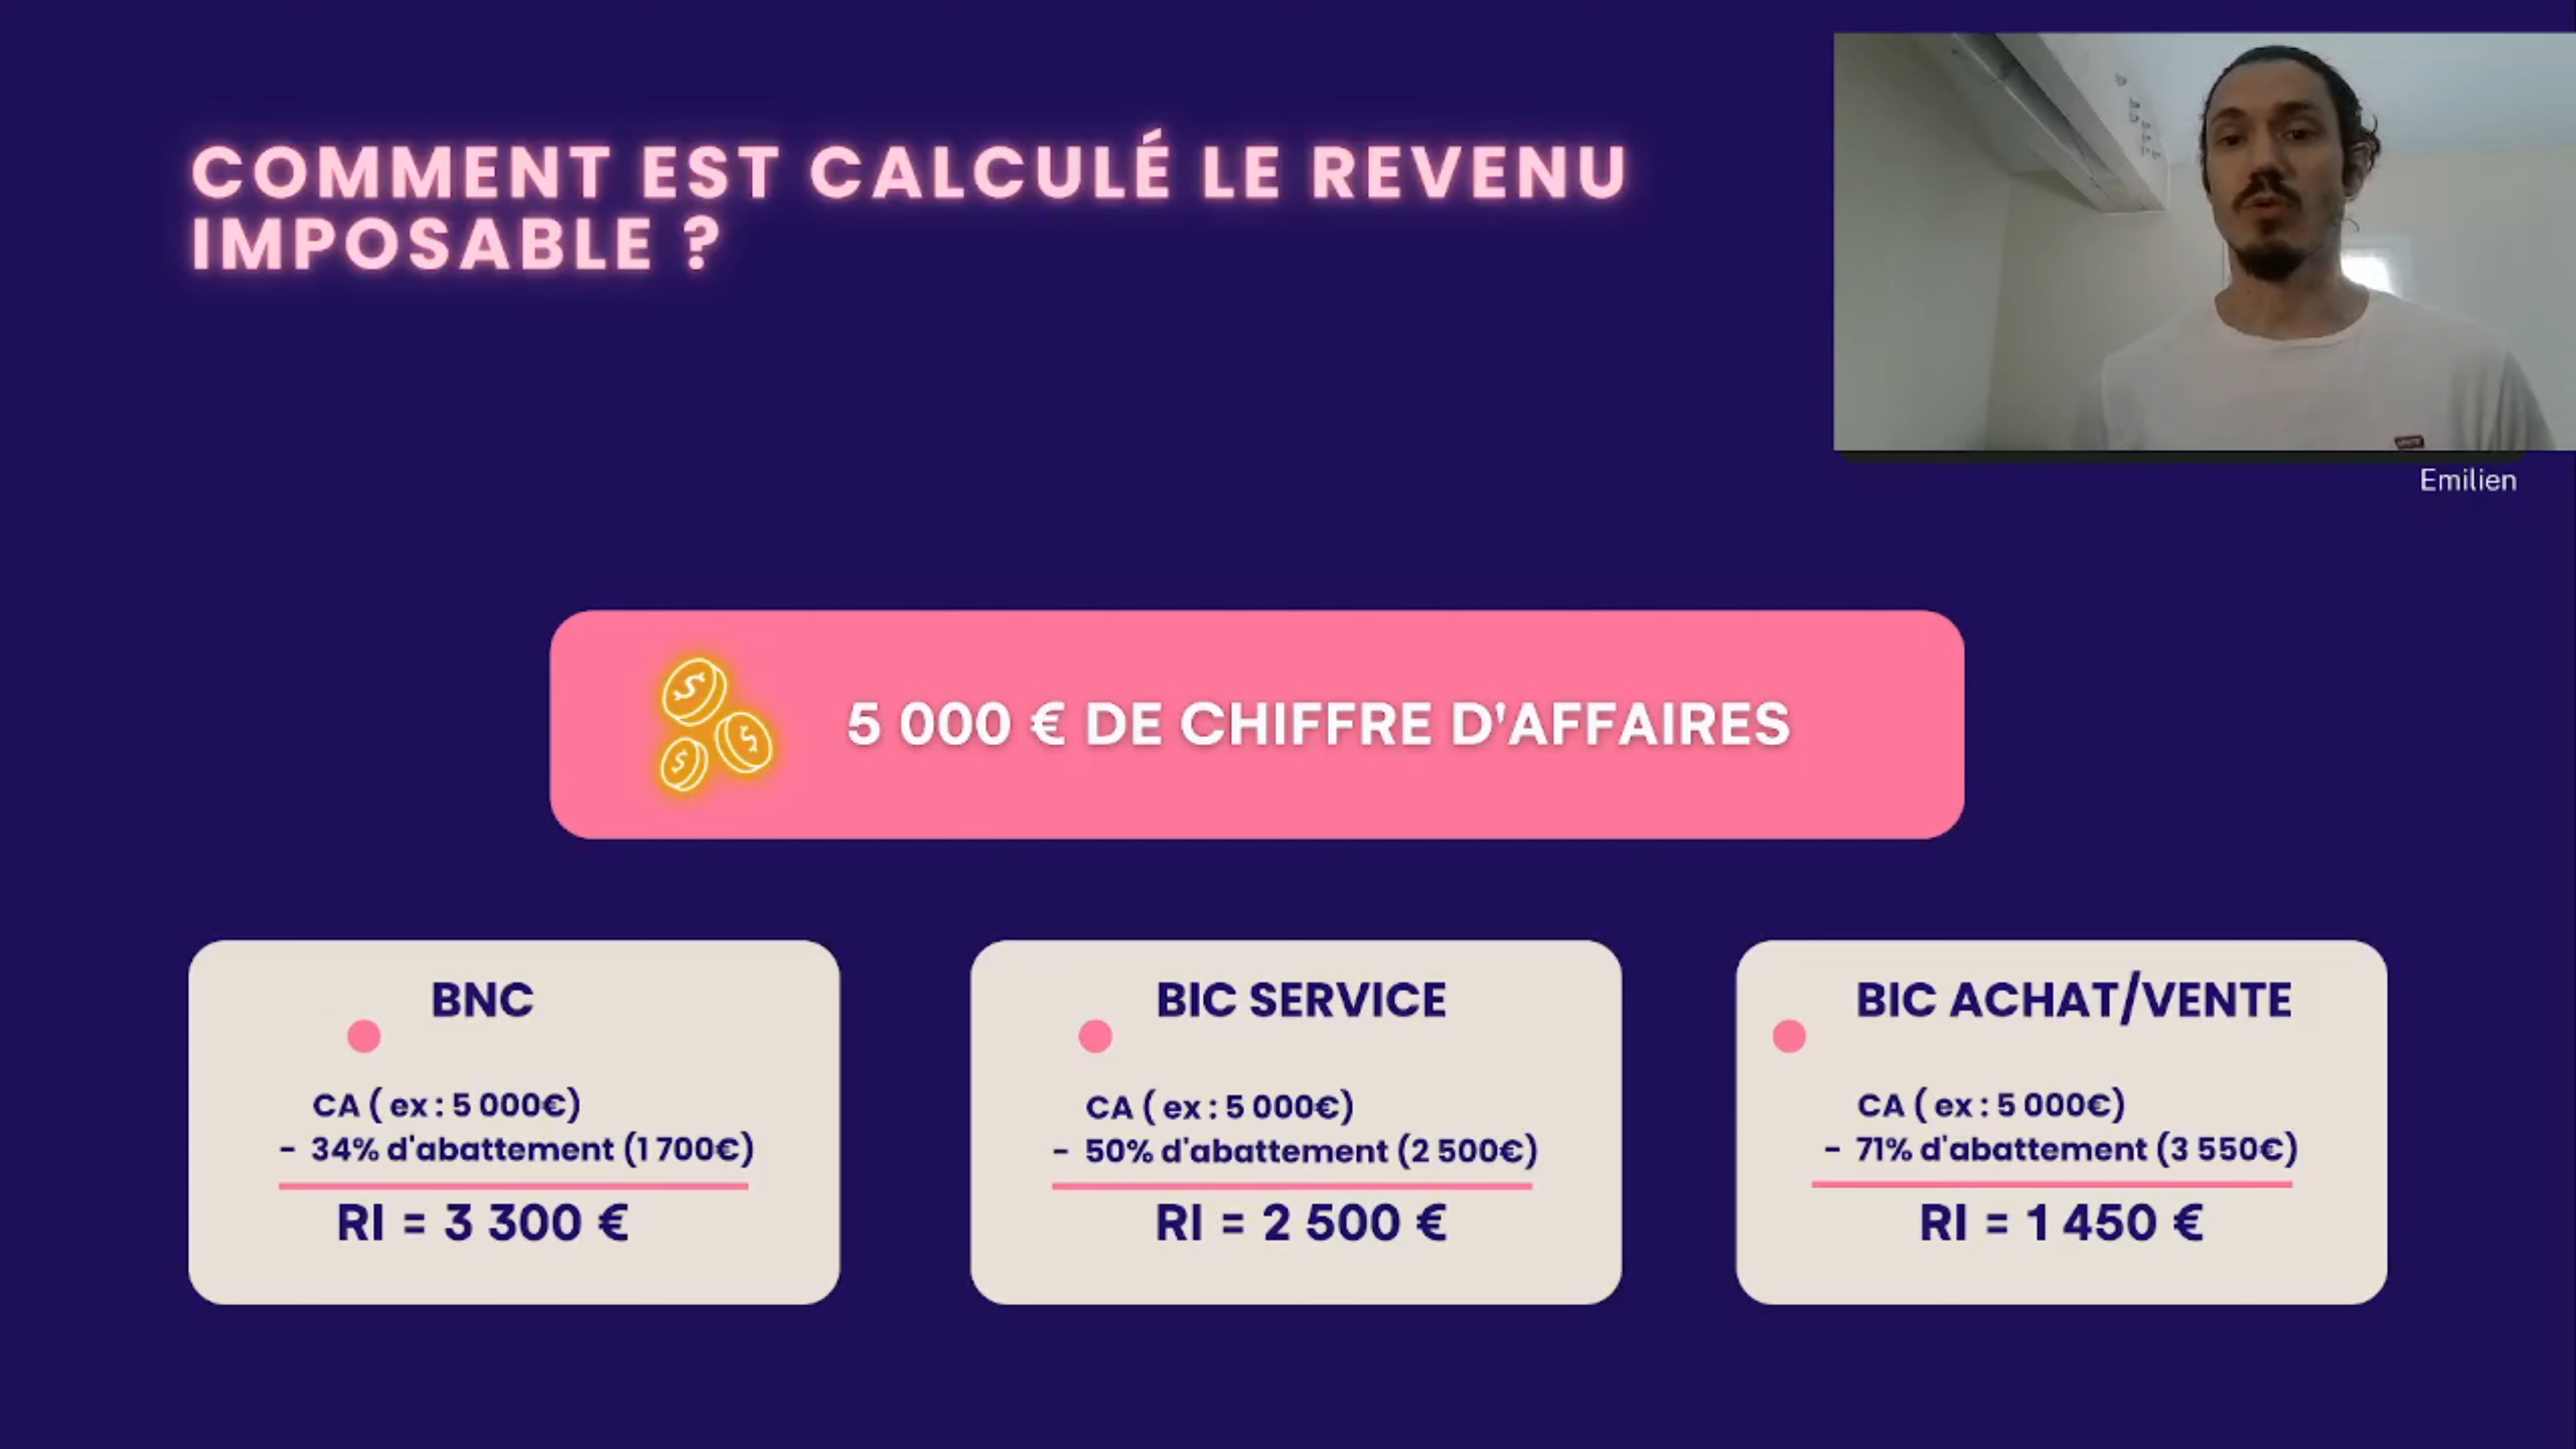 COMMENT EST CALCULÉ LE REVENU
IMPOSABLE ?
Emilien
5 000 € DE CHIFFRE D'AFFAIRES
BNC
CA ( ex : 5 000€)
- 34% d'abattement (1 700€)
RI = 3 300 €
BIC SERVICE
CA ( ex : 5 000€)
- 50% d'abattement (2 500€)
RI = 2 500 €
BIC ACHAT/VENTE
CA ( ex : 5 000€)
- 71% d'abattement (3 550€)
RI = 1 450 €